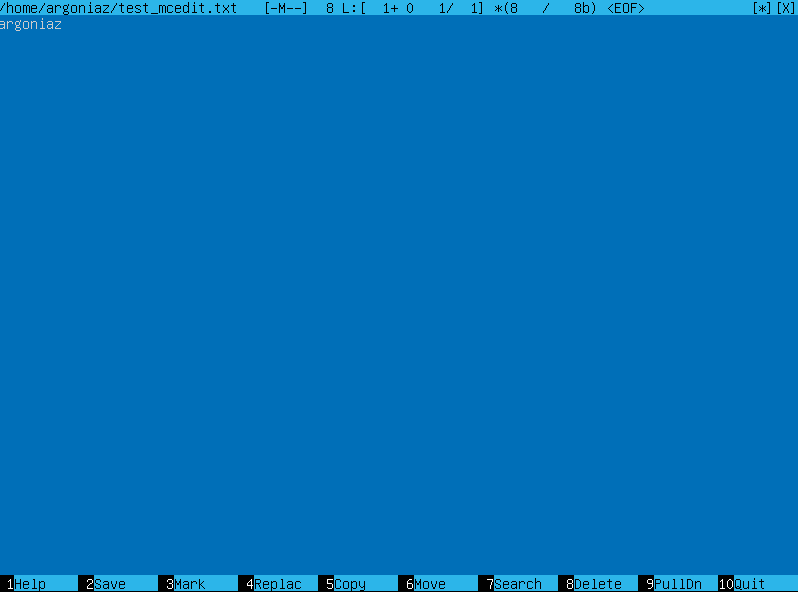 /home/argoniaz/test_mcedit.txt   [-M--]  8 L:[  1+ 0   1/  1] *(8   /   8b) <EOF>             [*][X]
argoniaz
1Help     2Save     3Mark     4Replac   5Copy     6Move     7Search   8Delete   9PullDn  10Quit